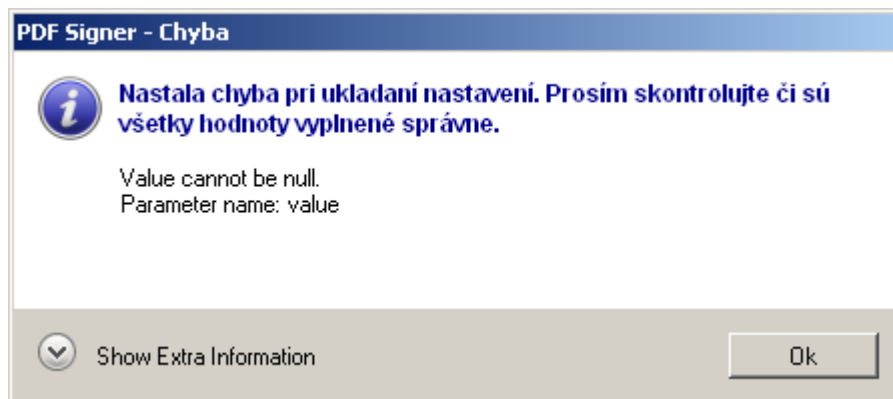 PDF Signer - Chyba
Nastala chyba pri ukladaní nastavení. Prosím skontrolujte či sú
všetky hodnoty vyplnené správne.
Value cannot be null.
Parameter name: value
Show Extra Information
Ok